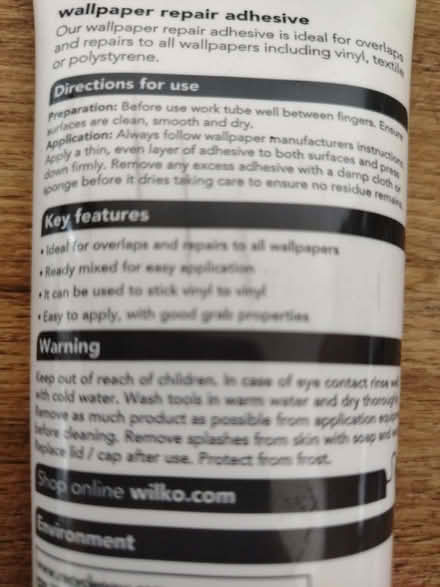 wallpaper repair adhesive
Our wallpaper repair adhesive is ideal for overlaps
and repairs to all wallpapers including vinyl, textile
or polystyrene.
Directions for use
Preparation: Before use work tube well between fingers. Ensure
surfaces are clean, smooth and dry.
Application: Always follow wallpaper manufacturers instructions
Apply a thin, even layer of adhesive to both surfaces and press
down firmly. Remove any excess adhesive with a damp cloth or
sponge before it dries taking care to ensure no residue remains
Key features
• Ideal for overlaps and repairs to all wallpapers
• Ready mixed for easy application
• It can be used to stick vinyl to vinyl
• Easy to apply, with good grab properties
Warning
Keep out of reach of children. In case of eye contact rinse
with cold water. Wash tools in warm water and dry
Remove as much product as possible from application
before cleaning. Remove splashes from skin with soap and
Replace lid / cap after use. Protect from frost.
Shop online wilko.com
Environment